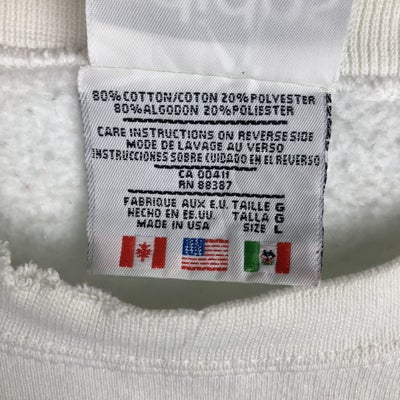 80% COTTON/COTON 20% POLYESTER
80% ALGODON 20% POLIESTER
CARE INSTRUCTIONS ON REVERSE SIDE
MODE DE LAVAGE AU VERSO
INSTRUCCIONES SOBRE CUIDADO EN EL REVERSO
CA 00411
RN 88387
FABRIQUE AUX E.U. TAILLE G
HECHO EN EE.UU. TALLA G
MADE IN USA SIZE L